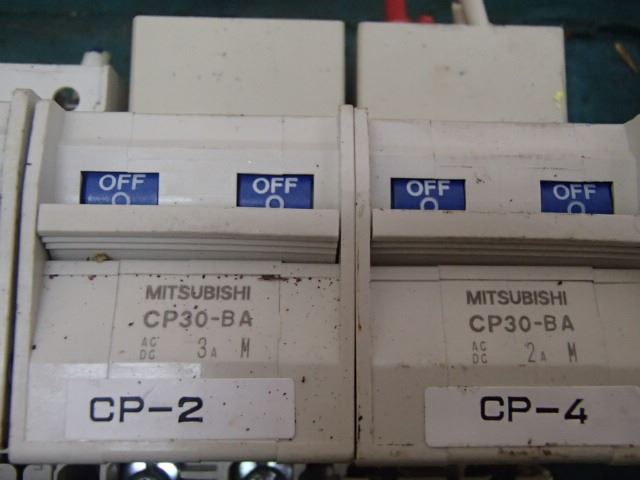 OFF OFF
OFF OFF
MITSUBISHI
CP30-BA
AC
DC 3A M
CP-2
MITSUBISHI
CP30-BA
AC
DC 2A M
CP-4